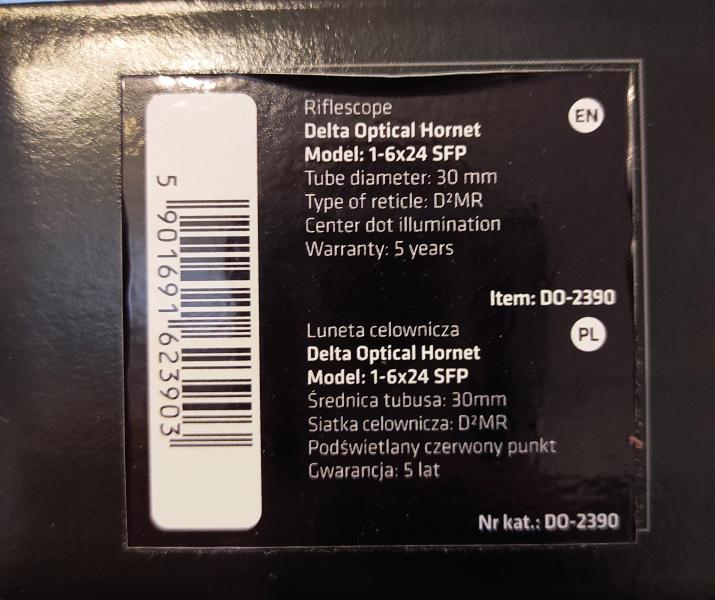 Riflescope
EN
Delta Optical Hornet
Model: 1-6x24 SFP
Tube diameter: 30 mm
Type of reticle: D²MR
Center dot illumination
Warranty: 5 years
Item: DO-2390
Luneta celownicza
PL
Delta Optical Hornet
Model: 1-6x24 SFP
Średnica tubusa: 30mm
Siatka celownicza: D²MR
Podświetlany czerwony punkt
Gwarancja: 5 lat
Nr kat.: DO-2390
5 901691 623903